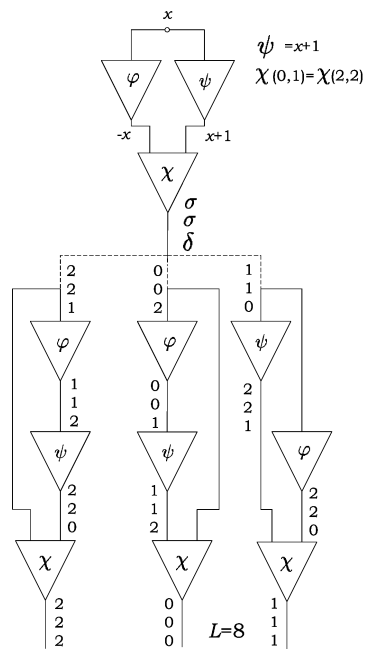 x
φ ψ
ψ =x+1
χ(0,1)=χ(2,2)
-x x+1
χ
σ
σ
δ
2 0 1
2 0 1
1 2 0
φ φ ψ
1 0 2
1 0 2
2 1 1
ψ ψ φ
2 1 2
2 1 2
0 2 0
χ χ χ
2 0 1
2 0 1
2 0 1
L=8